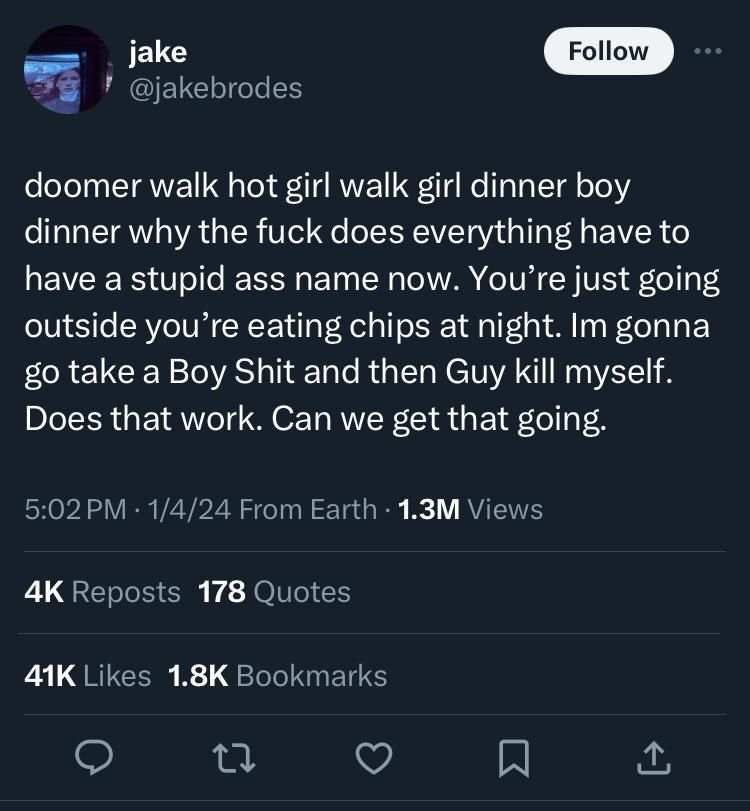 jake
Follow
@jakebrodes
doomer walk hot girl walk girl dinner boy
dinner why the fuck does everything have to
have a stupid ass name now. You’re just going
outside you’re eating chips at night. Im gonna
go take a Boy Shit and then Guy kill myself.
Does that work. Can we get that going.
5:02 PM · 1/4/24 From Earth · 1.3M Views
4K Reposts 178 Quotes
41K Likes 1.8K Bookmarks